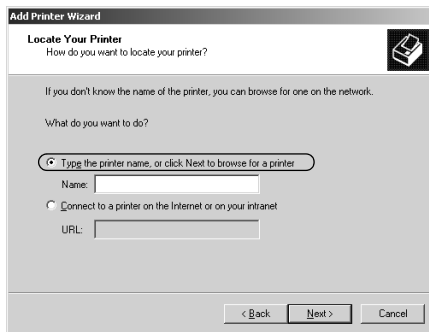 Add Printer Wizard
Locate Your Printer
How do you want to locate your printer?
If you don't know the name of the printer, you can browse for one on the network.
What do you want to do?
Type the printer name, or click Next to browse for a printer
Name:
Connect to a printer on the Internet or on your intranet
URL:
< Back Next > Cancel